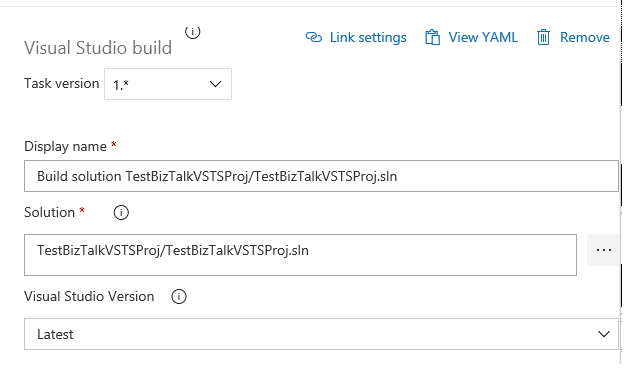 Visual Studio build
Link settings View YAML Remove
Task version 1.*
Display name *
Build solution TestBizTalkVSTSProj/TestBizTalkVSTSProj.sln
Solution *
TestBizTalkVSTSProj/TestBizTalkVSTSProj.sln
Visual Studio Version
Latest